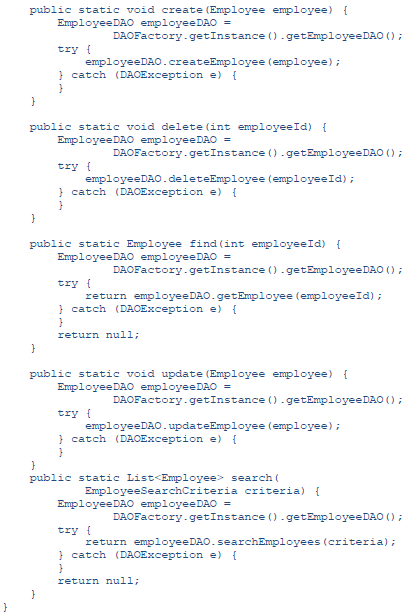 public static void create(Employee employee) {
EmployeeDAO employeeDAO =
DAOFactory.getInstance().getEmployeeDAO();
try {
employeeDAO.createEmployee(employee);
} catch (DAOException e) {
}
}
public static void delete(int employeeId) {
EmployeeDAO employeeDAO =
DAOFactory.getInstance().getEmployeeDAO();
try {
employeeDAO.deleteEmployee(employeeId);
} catch (DAOException e) {
}
}
public static Employee find(int employeeId) {
EmployeeDAO employeeDAO =
DAOFactory.getInstance().getEmployeeDAO();
try {
return employeeDAO.getEmployee(employeeId);
} catch (DAOException e) {
}
return null;
}
public static void update(Employee employee) {
EmployeeDAO employeeDAO =
DAOFactory.getInstance().getEmployeeDAO();
try {
employeeDAO.updateEmployee(employee);
} catch (DAOException e) {
}
}
public static List<Employee> search(
EmployeeSearchCriteria criteria) {
EmployeeDAO employeeDAO =
DAOFactory.getInstance().getEmployeeDAO();
try {
return employeeDAO.searchEmployees(criteria);
} catch (DAOException e) {
}
return null;
}
}